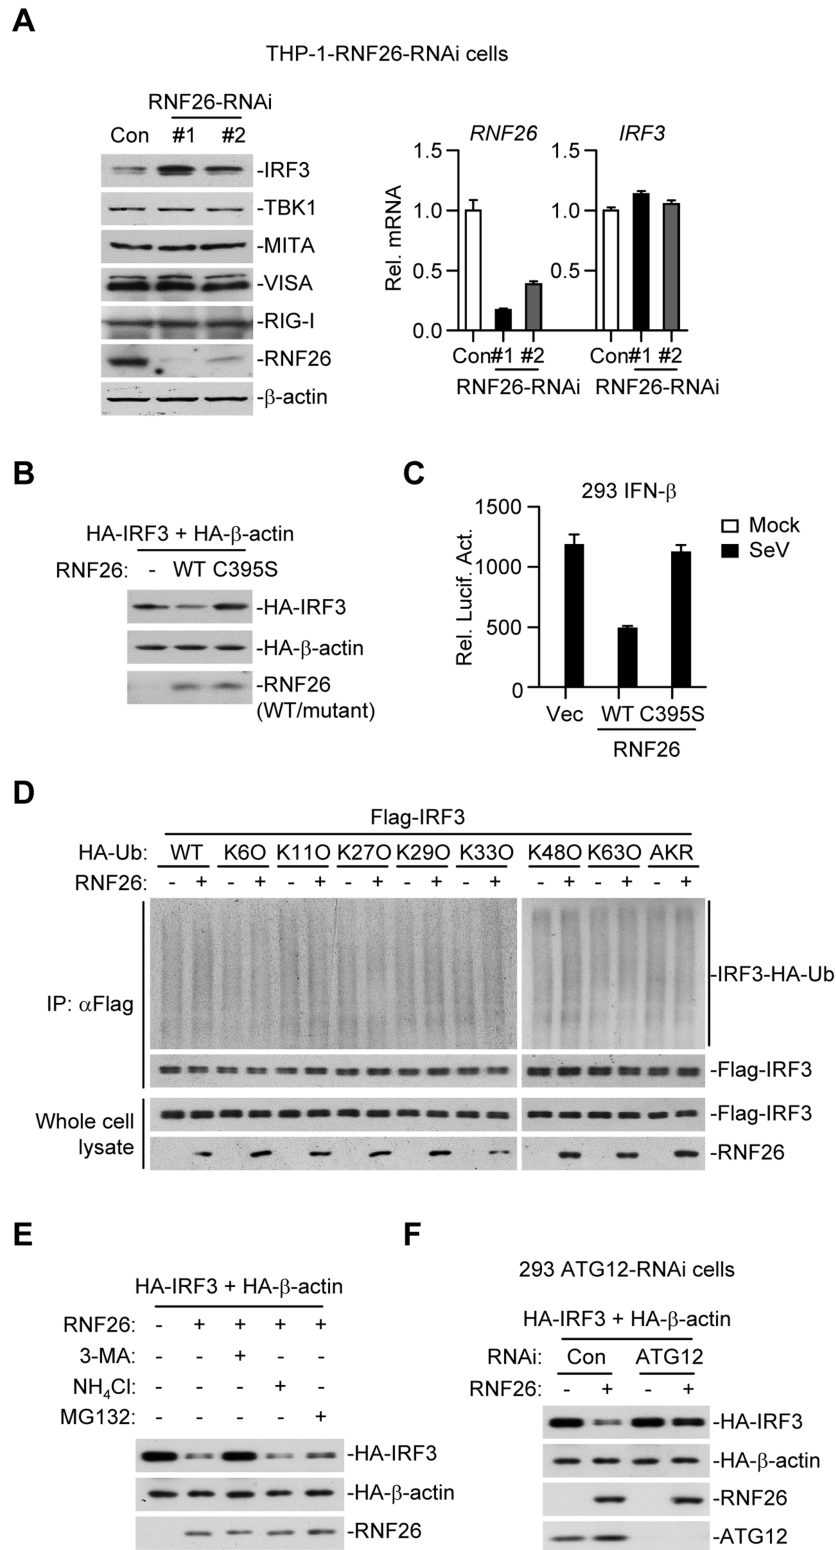 A
THP-1-RNF26-RNAi cells
RNF26-RNAi
Con #1 #2
-IRF3
-TBK1
-MITA
-VISA
-RIG-I
-RNF26
-β-actin
RNF26 IRF3
Rel. mRNA
1.5 1.5
1.0 1.0
0.5 0.5
0.0
Con #1 #2 Con #1 #2
RNF26-RNAi RNF26-RNAi
B
HA-IRF3 + HA-β-actin
RNF26: - WT C395S
-HA-IRF3
-HA-β-actin
-RNF26
(WT/mutant)
C
293 IFN-β
Rel. Lucif. Act.
1500
1000
500
0
Mock
SeV
Vec WT C395S
RNF26
D
Flag-IRF3
HA-Ub: WT K6O K11O K27O K29O K33O K48O K63O AKR
RNF26: - + - + - + - + - + - + - + - + - +
IP: αFlag
-IRF3-HA-Ub
-Flag-IRF3
Whole cell
lysate
-Flag-IRF3
-RNF26
E
HA-IRF3 + HA-β-actin
RNF26: - + + + +
3-MA: - - + - -
NH₄Cl: - - - + -
MG132: - - - - +
-HA-IRF3
-HA-β-actin
-RNF26
F
293 ATG12-RNAi cells
HA-IRF3 + HA-β-actin
RNAi: Con ATG12
RNF26: - + - +
-HA-IRF3
-HA-β-actin
-RNF26
-ATG12